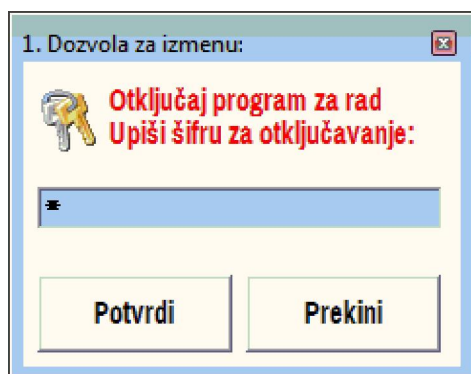 1. Dozvola za izmenu:
Otključaj program za rad
Upiši šifru za otključavanje:
*
Potvrdi
Prekini